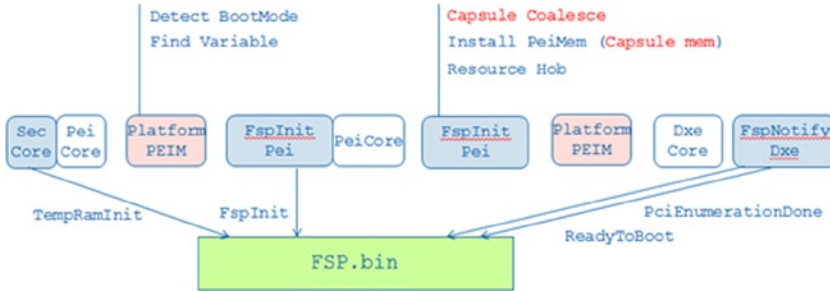 Detect BootMode
Find Variable
Capsule Coalesce
Install PeiMem (Capsule mem)
Resource Hob
Sec
Core
Pei
Core
Platform
PEIM
FspInit
Pei
PeiCore
FspInit
Pei
Platform
PEIM
Dxe
Core
FspNotify
Dxe
TempRamInit
FspInit
PciEnumerationDone
ReadyToBoot
FSP.bin